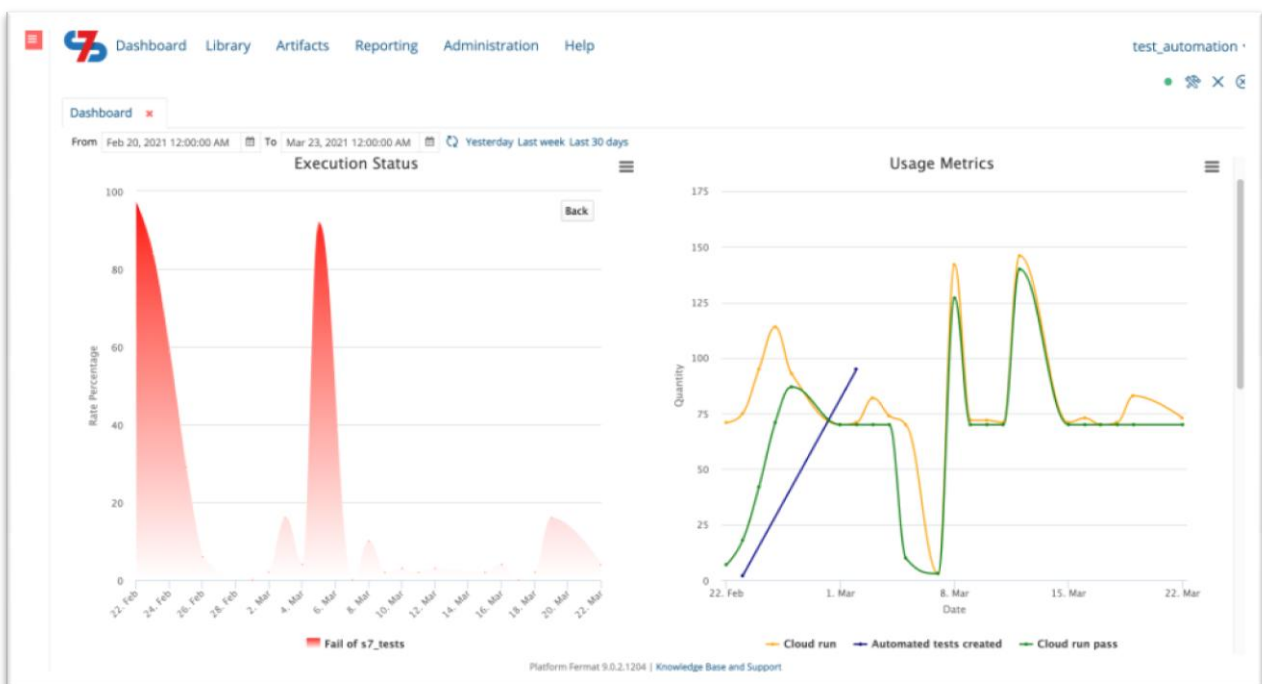 S7S
Dashboard Library Artifacts Reporting Administration Help
test_automation
Dashboard
From Feb 20, 2021 12:00:00 AM To Mar 23, 2021 12:00:00 AM Yesterday Last week Last 30 days
Execution Status
Back
Rate Percentage
100
80
60
40
20
0
22. Feb 24. Feb 26. Feb 28. Feb 2. Mar 4. Mar 6. Mar 8. Mar 10. Mar 12. Mar 14. Mar 16. Mar 18. Mar 20. Mar 22. Mar
Fail of s7_tests
Usage Metrics
Quantity
175
150
125
100
75
50
25
0
22. Feb 1. Mar 8. Mar 15. Mar 22. Mar
Date
Cloud run Automated tests created Cloud run pass
Platform Fermat 9.0.2.1204 | Knowledge Base and Support